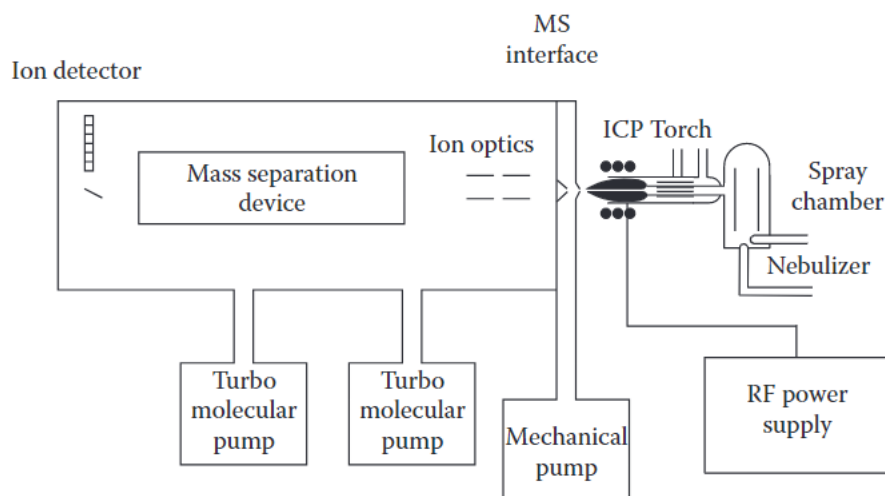 MS
interface
Ion detector
ICP Torch
Ion optics
Mass separation
device
Spray
chamber
Nebulizer
Turbo
molecular
pump
Turbo
molecular
pump
Mechanical
pump
RF power
supply